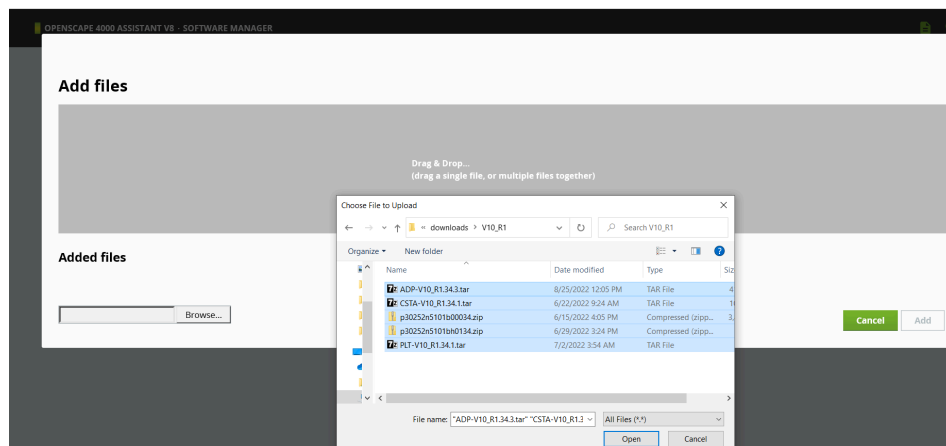 OPENSCAPE 4000 ASSISTANT V8 - SOFTWARE MANAGER
Add files
Drag & Drop...
(drag a single file, or multiple files together)
Choose File to Upload
« downloads > V10_R1
Search V10_R1
Organize
New folder
Name Date modified Type Siz
ADP-V10_R1.34.3.tar 8/25/2022 12:05 PM TAR File 4
CSTA-V10_R1.34.1.tar 6/22/2022 9:24 AM TAR File
p30252n5101b00034.zip 6/15/2022 4:05 PM Compressed (zipp... 3,
p30252n5101bh0134.zip 6/29/2022 3:24 PM Compressed (zipp...
PLT-V10_R1.34.1.tar 7/2/2022 3:54 AM TAR File
Added files
Browse...
Cancel
Add
File name: "ADP-V10_R1.34.3.tar" "CSTA-V10_R1.3
All Files (*.*)
Open
Cancel